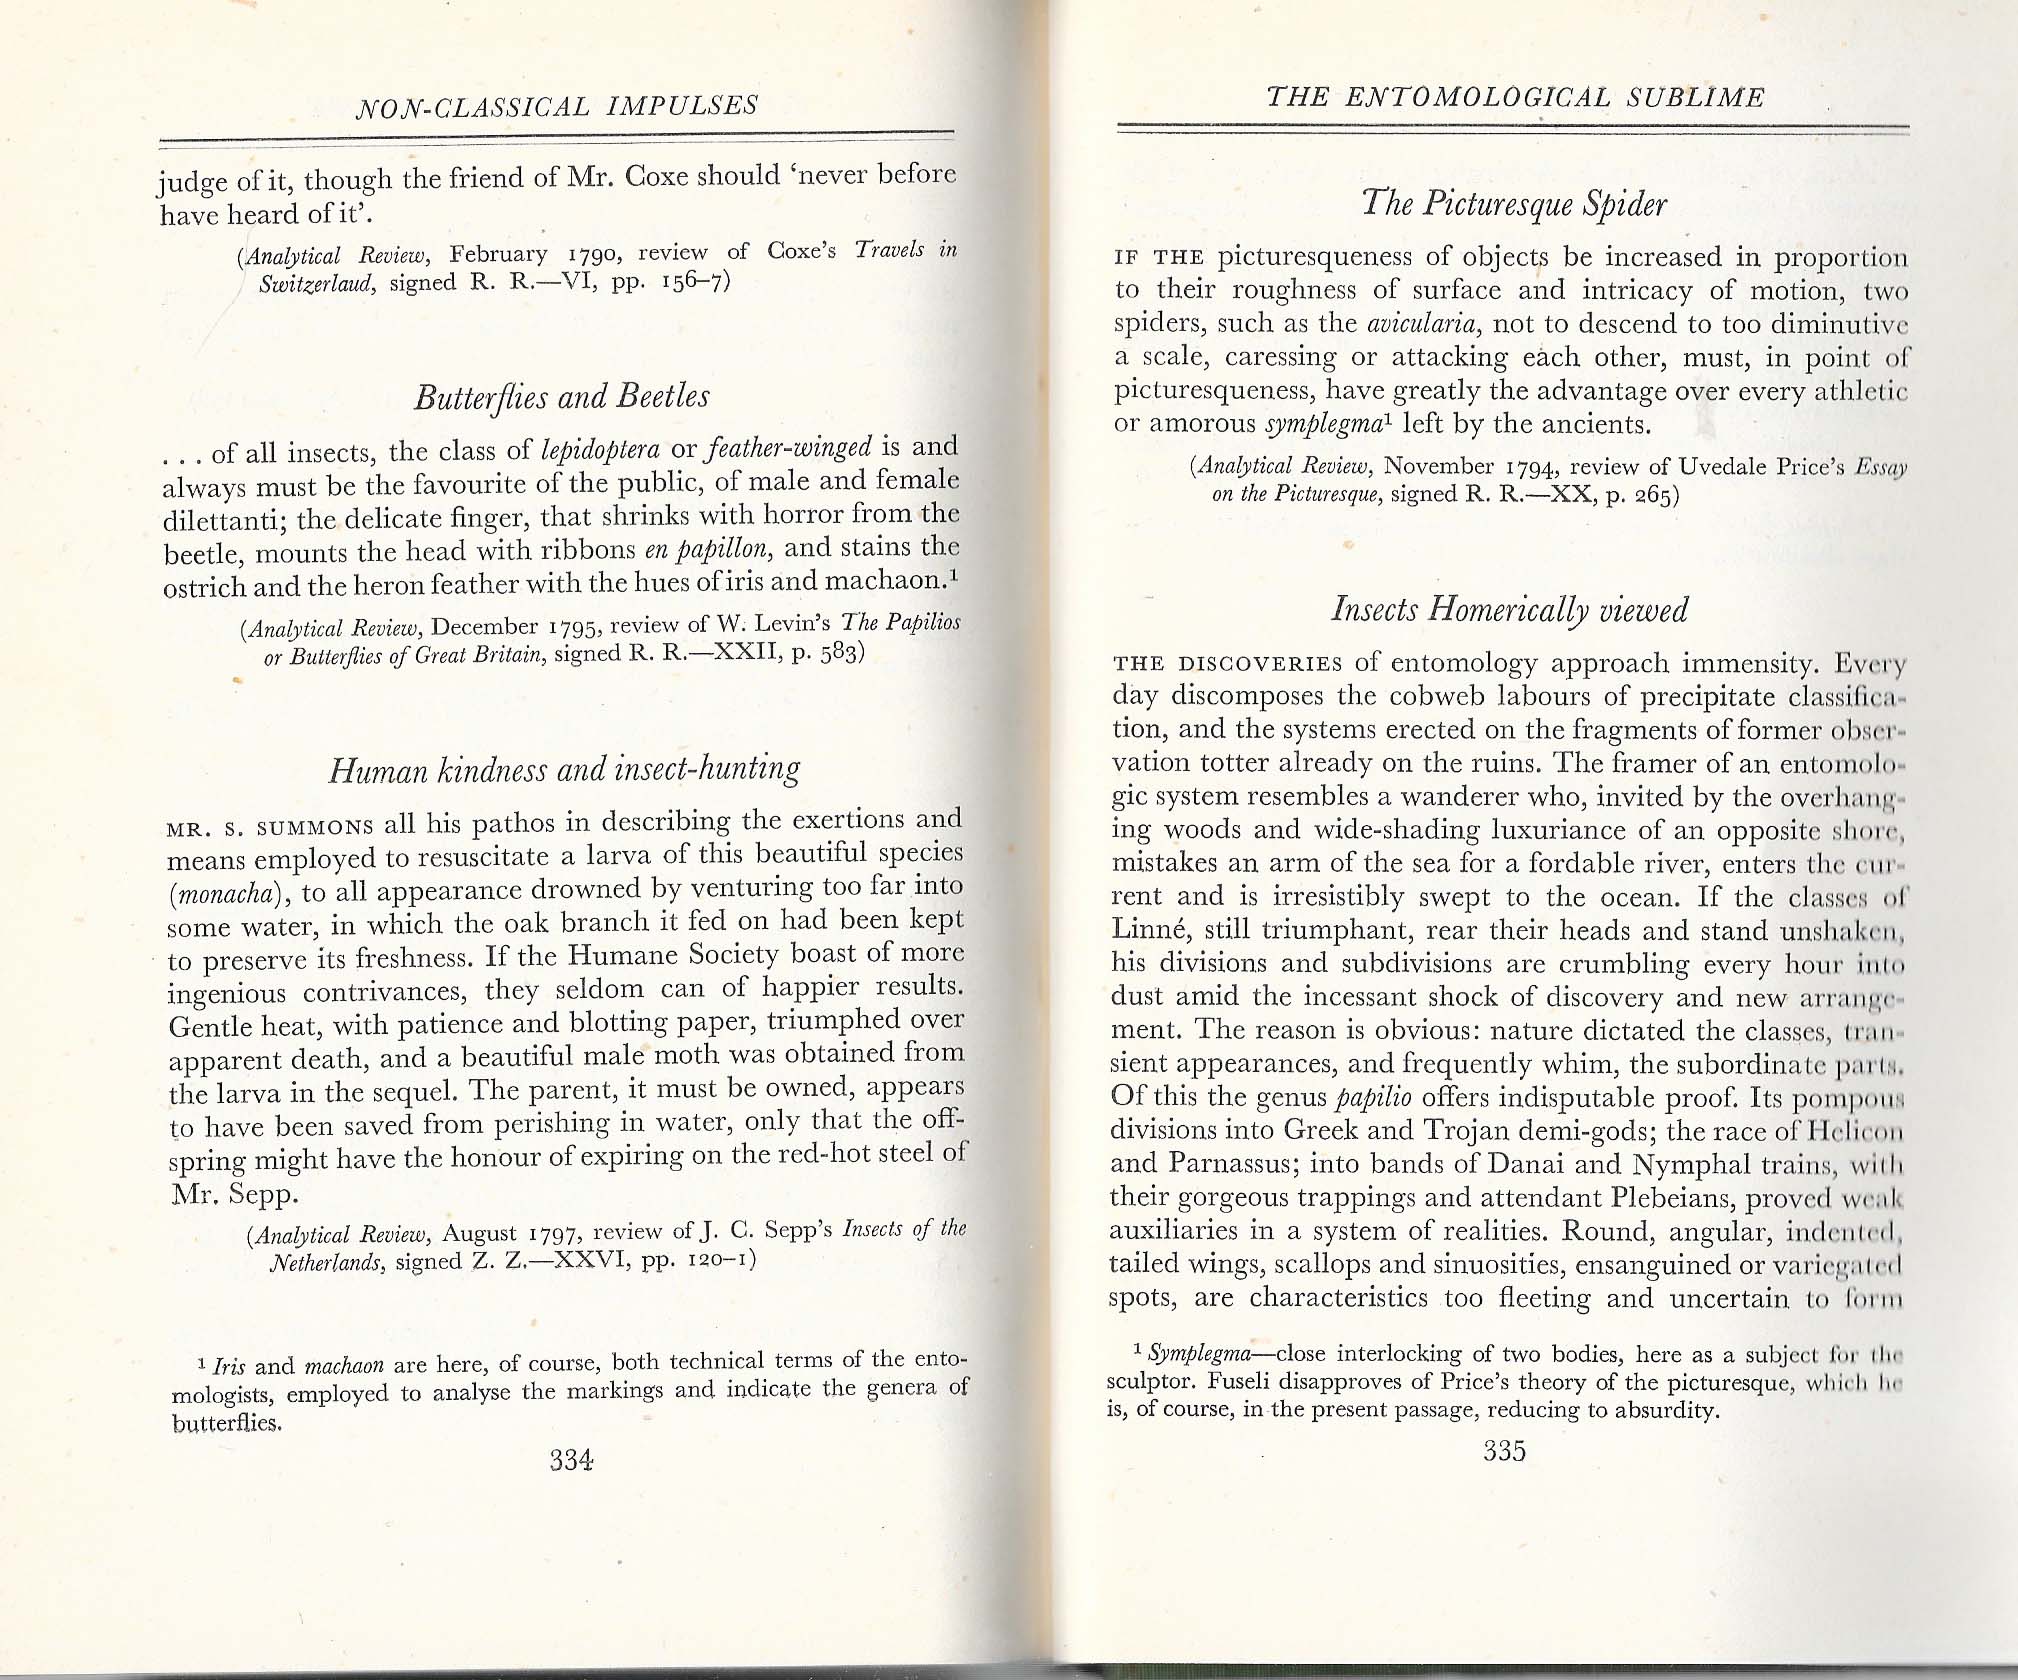 NON-CLASSICAL IMPULSES
judge of it, though the friend of Mr. Coxe should ‘never before
have heard of it’.
(Analytical Review, February 1790, review of Coxe’s Travels in
Switzerlaud, signed R. R.—VI, pp. 156–7)
Butterflies and Beetles
. . . of all insects, the class of lepidoptera or feather-winged is and
always must be the favourite of the public, of male and female
dilettanti; the delicate finger, that shrinks with horror from the
beetle, mounts the head with ribbons en papillon, and stains the
ostrich and the heron feather with the hues of iris and machaon.¹
(Analytical Review, December 1795, review of W. Levin’s The Papilios
or Butterflies of Great Britain, signed R. R.—XXII, p. 583)
Human kindness and insect-hunting
MR. S. SUMMONS all his pathos in describing the exertions and
means employed to resuscitate a larva of this beautiful species
(monacha), to all appearance drowned by venturing too far into
some water, in which the oak branch it fed on had been kept
to preserve its freshness. If the Humane Society boast of more
ingenious contrivances, they seldom can of happier results.
Gentle heat, with patience and blotting paper, triumphed over
apparent death, and a beautiful male moth was obtained from
the larva in the sequel. The parent, it must be owned, appears
to have been saved from perishing in water, only that the off-
spring might have the honour of expiring on the red-hot steel of
Mr. Sepp.
(Analytical Review, August 1797, review of J. C. Sepp’s Insects of the
Netherlands, signed Z. Z.—XXVI, pp. 120–1)
¹ Iris and machaon are here, of course, both technical terms of the ento-
mologists, employed to analyse the markings and indicate the genera of
butterflies.
334
THE ENTOMOLOGICAL SUBLIME
The Picturesque Spider
IF THE picturesqueness of objects be increased in proportion
to their roughness of surface and intricacy of motion, two
spiders, such as the avicularia, not to descend to too diminutive
a scale, caressing or attacking each other, must, in point of
picturesqueness, have greatly the advantage over every athletic
or amorous symplegma¹ left by the ancients.
(Analytical Review, November 1794, review of Uvedale Price’s Essay
on the Picturesque, signed R. R.—XX, p. 265)
Insects Homerically viewed
THE DISCOVERIES of entomology approach immensity. Every
day discomposes the cobweb labours of precipitate classifica-
tion, and the systems erected on the fragments of former obser-
vation totter already on the ruins. The framer of an entomolo-
gic system resembles a wanderer who, invited by the overhang-
ing woods and wide-shading luxuriance of an opposite shore,
mistakes an arm of the sea for a fordable river, enters the cur-
rent and is irresistibly swept to the ocean. If the classes of
Linné, still triumphant, rear their heads and stand unshaken,
his divisions and subdivisions are crumbling every hour into
dust amid the incessant shock of discovery and new arrange-
ment. The reason is obvious: nature dictated the classes, tran-
sient appearances, and frequently whim, the subordinate parts.
Of this the genus papilio offers indisputable proof. Its pompous
divisions into Greek and Trojan demi-gods; the race of Helicon
and Parnassus; into bands of Danai and Nymphal trains, with
their gorgeous trappings and attendant Plebeians, proved weak
auxiliaries in a system of realities. Round, angular, indented,
tailed wings, scallops and sinuosities, ensanguined or variegated
spots, are characteristics too fleeting and uncertain to form
¹ Symplegma—close interlocking of two bodies, here as a subject for the
sculptor. Fuseli disapproves of Price’s theory of the picturesque, which he
is, of course, in the present passage, reducing to absurdity.
335